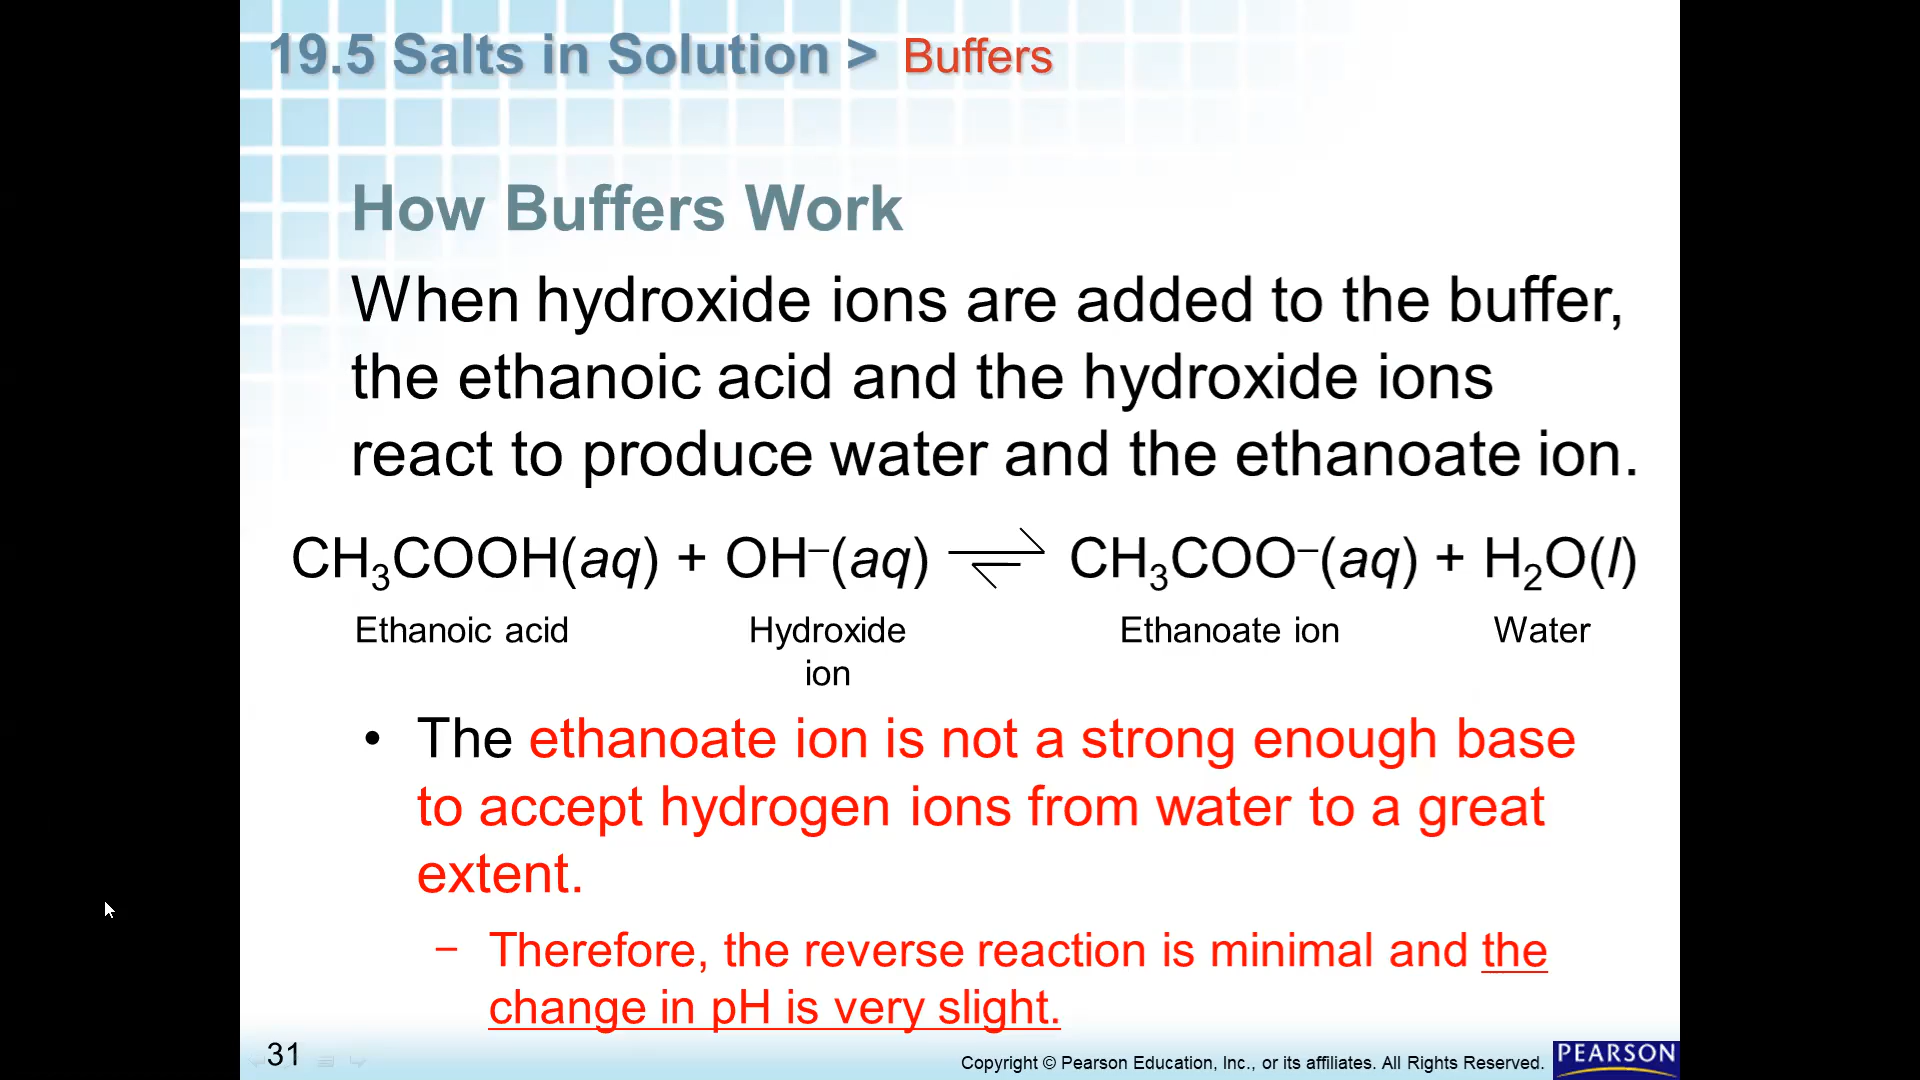 19.5 Salts in Solution > Buffers
How Buffers Work
When hydroxide ions are added to the buffer,
the ethanoic acid and the hydroxide ions
react to produce water and the ethanoate ion.
CH₃COOH(aq) + OH⁻(aq) ⇌ CH₃COO⁻(aq) + H₂O(l)
Ethanoic acid Hydroxide ion Ethanoate ion Water
• The ethanoate ion is not a strong enough base
to accept hydrogen ions from water to a great
extent.
– Therefore, the reverse reaction is minimal and the
change in pH is very slight.
31
Copyright © Pearson Education, Inc., or its affiliates. All Rights Reserved.
PEARSON